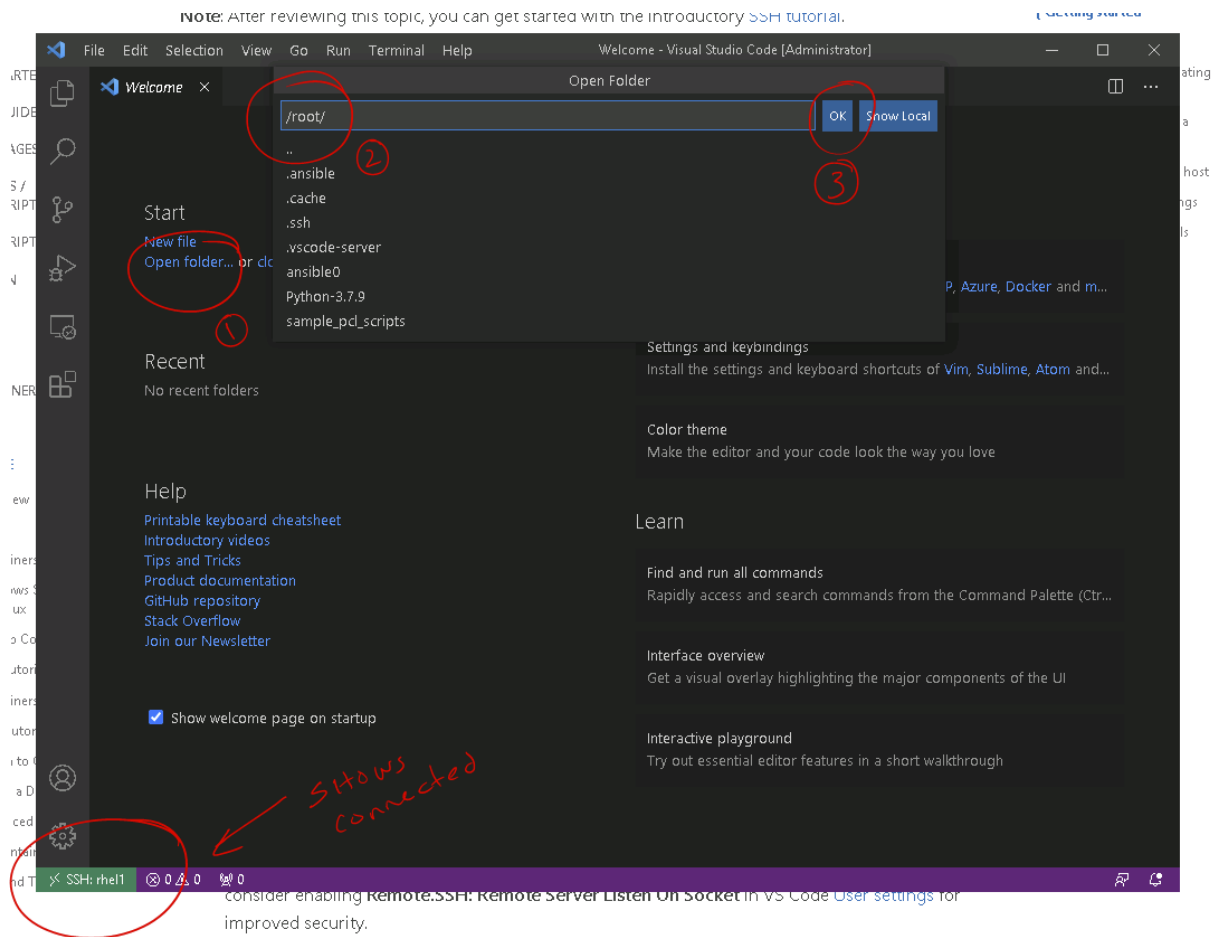 Note: After reviewing this topic, you can get started with the introductory SSH tutorial.
Getting started
File Edit Selection View Go Run Terminal Help
Welcome - Visual Studio Code [Administrator]
Welcome
Open Folder
/root/
OK
Show Local
..
.ansible
.cache
.ssh
.vscode-server
ansible0
Python-3.7.9
sample_pcl_scripts
2
3
Start
New file
Open folder... or clo
1
Recent
No recent folders
Help
Printable keyboard cheatsheet
Introductory videos
Tips and Tricks
Product documentation
GitHub repository
Stack Overflow
Join our Newsletter
Show welcome page on startup
P, Azure, Docker and m...
Settings and keybindings
Install the settings and keyboard shortcuts of Vim, Sublime, Atom and...
Color theme
Make the editor and your code look the way you love
Learn
Find and run all commands
Rapidly access and search commands from the Command Palette (Ctr...
Interface overview
Get a visual overlay highlighting the major components of the UI
Interactive playground
Try out essential editor features in a short walkthrough
SHOWS
connected
SSH: rhel1
0 0 0
consider enabling Remote.SSH: Remote Server Listen On Socket in VS Code User settings for
improved security.
host